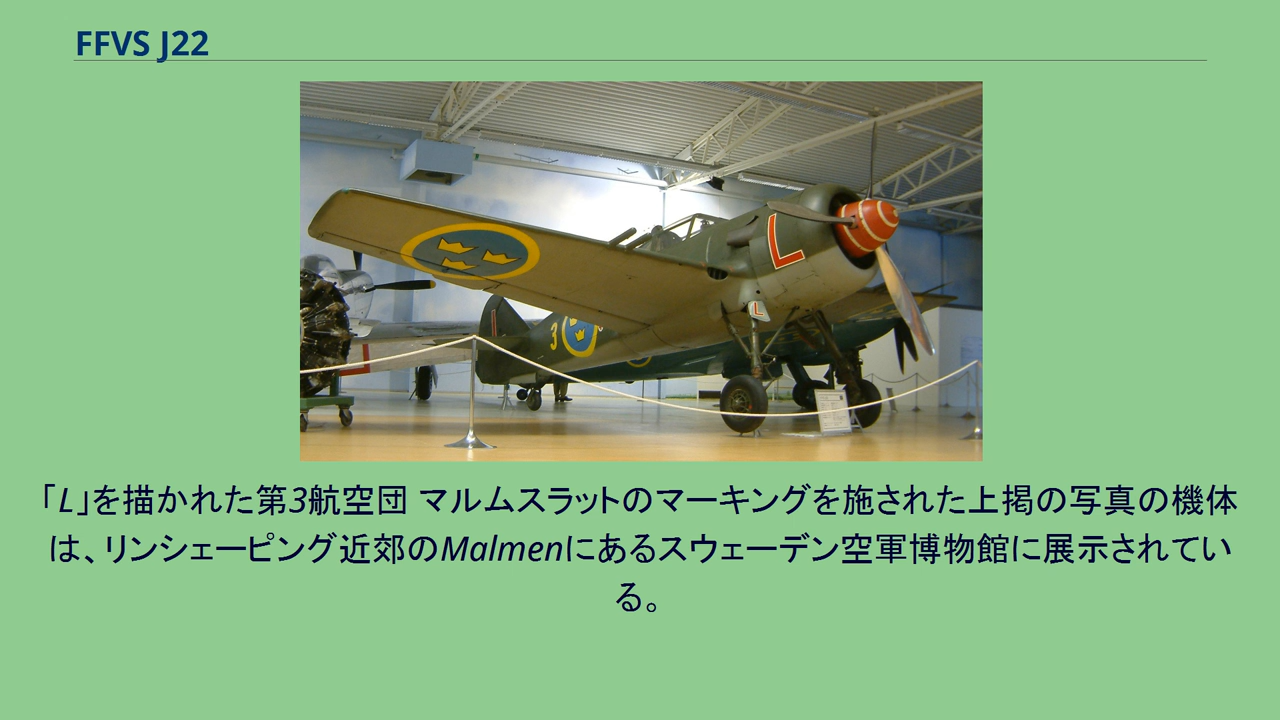 FFVS J22
L
3
L
「L」を描かれた第3航空団 マルムスラットのマーキングを施された上掲の写真の機体
は、リンシェーピング近郊のMalmenにあるスウェーデン空軍博物館に展示されてい
る。